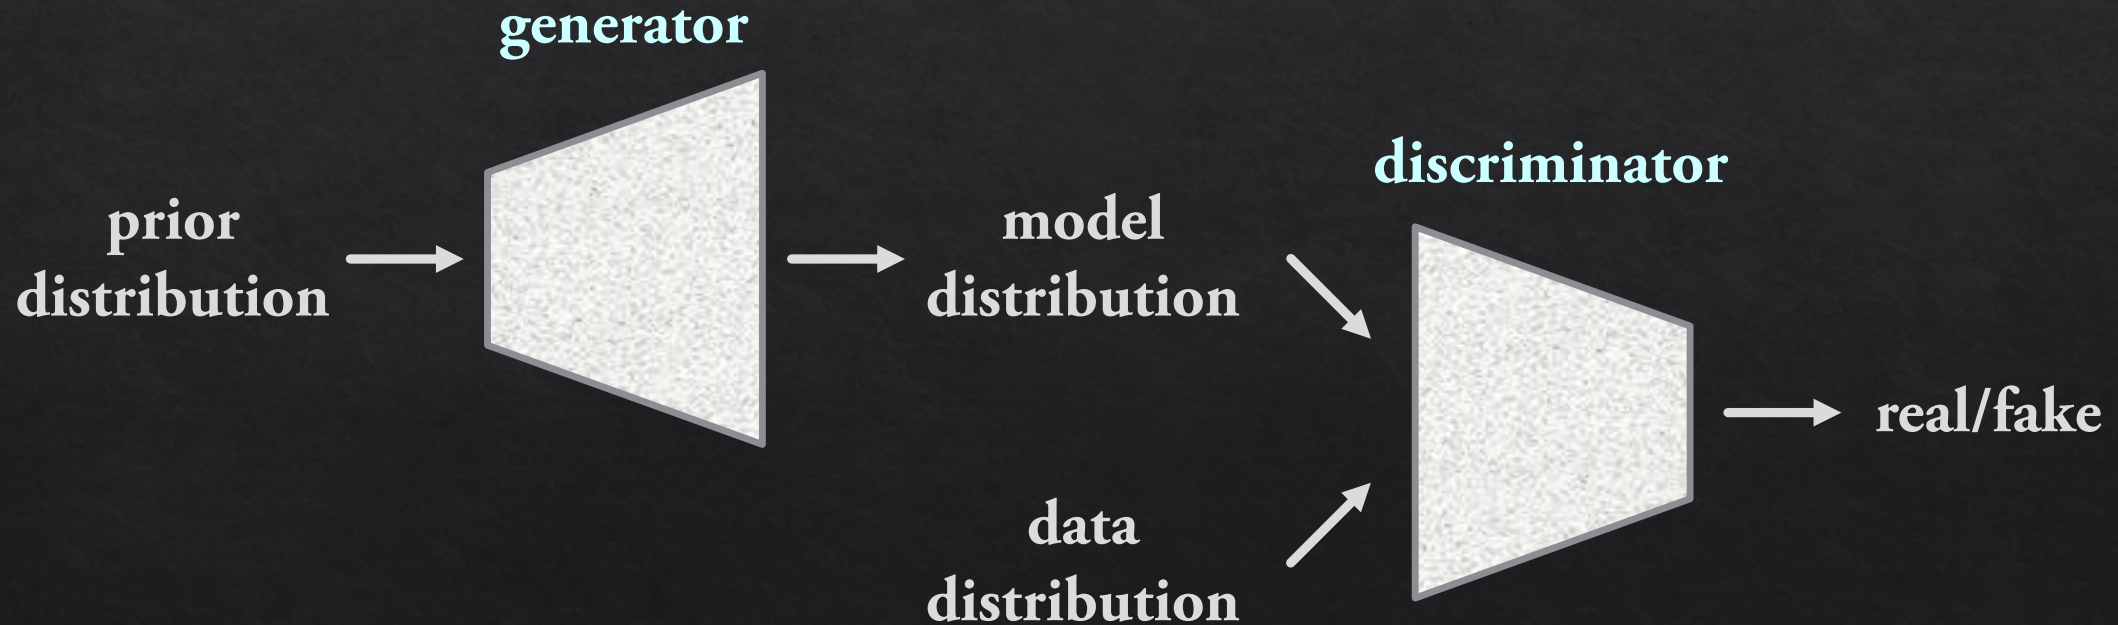 generator
prior
distribution
model
distribution
discriminator
data
distribution
real/fake